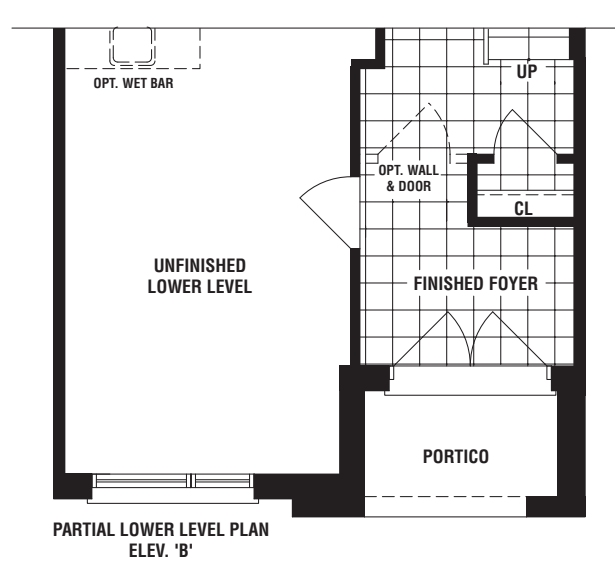 UP
OPT. WET BAR
OPT. WALL
& DOOR
CL
UNFINISHED
LOWER LEVEL
FINISHED FOYER
PORTICO
PARTIAL LOWER LEVEL PLAN
ELEV. 'B'